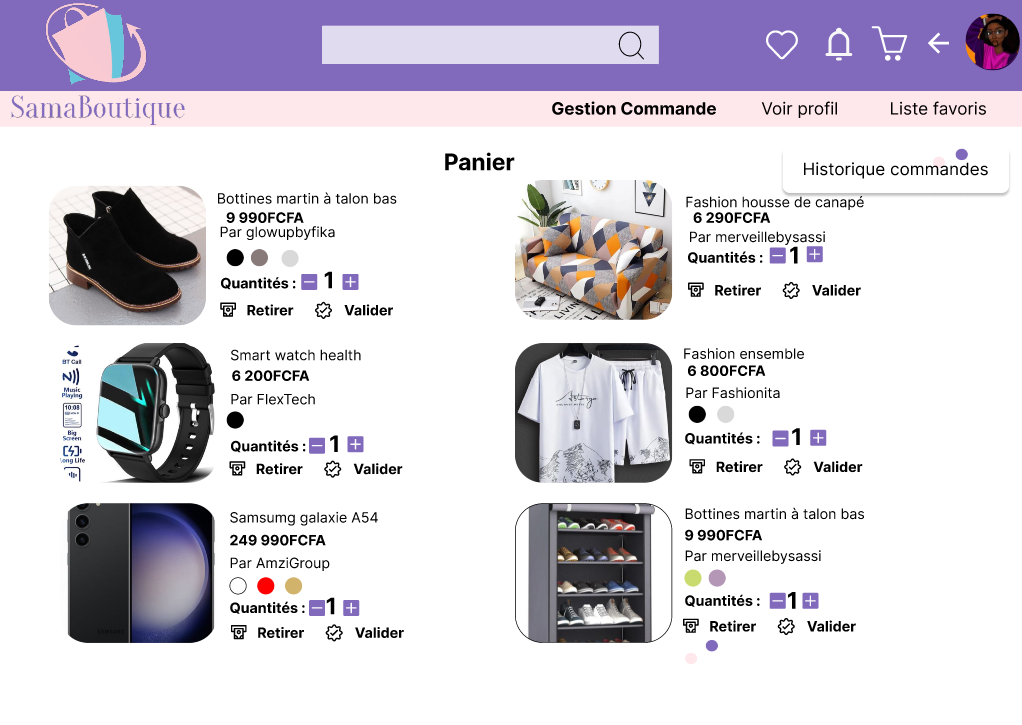 SamaBoutique
Gestion Commande
Voir profil
Liste favoris
Panier
Historique commandes
Bottines martin à talon bas
9 990FCFA
Par glowupbyfika
Quantités : 1
Retirer
Valider
Fashion housse de canapé
6 290FCFA
Par merveillebysassi
Quantités : 1
Retirer
Valider
BT Call
Music
Playing
10:08
Big
Screen
Long Life
Smart watch health
6 200FCFA
Par FlexTech
Quantités : 1
Retirer
Valider
Fashion ensemble
6 800FCFA
Par Fashionita
Quantités : 1
Retirer
Valider
Samsumg galaxie A54
249 990FCFA
Par AmziGroup
Quantités : 1
Retirer
Valider
Bottines martin à talon bas
9 990FCFA
Par merveillebysassi
Quantités : 1
Retirer
Valider